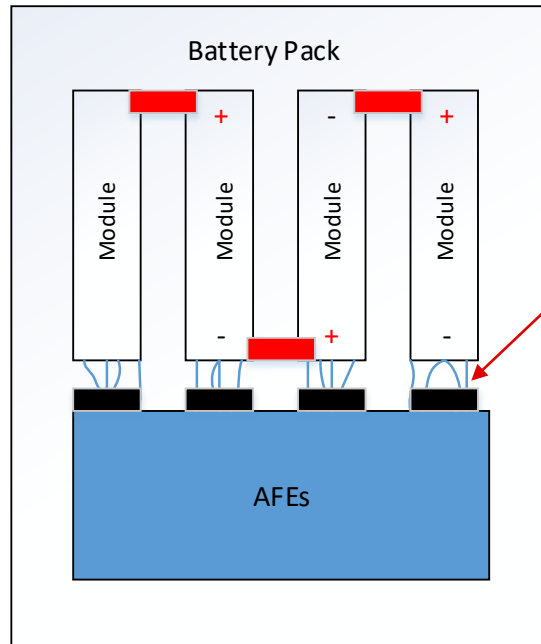 Battery Pack
+ - +
Module Module Module Module
- + -
AFEs